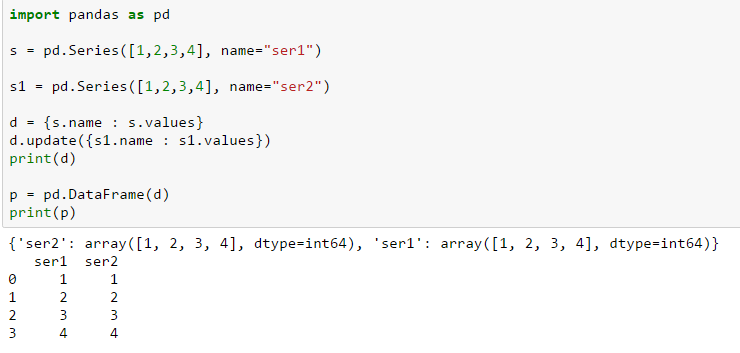 import pandas as pd
s = pd.Series([1,2,3,4], name="ser1")
s1 = pd.Series([1,2,3,4], name="ser2")
d = {s.name : s.values}
d.update({s1.name : s1.values})
print(d)
p = pd.DataFrame(d)
print(p)
{'ser2': array([1, 2, 3, 4], dtype=int64), 'ser1': array([1, 2, 3, 4], dtype=int64)}
   ser1  ser2
0     1     1
1     2     2
2     3     3
3     4     4